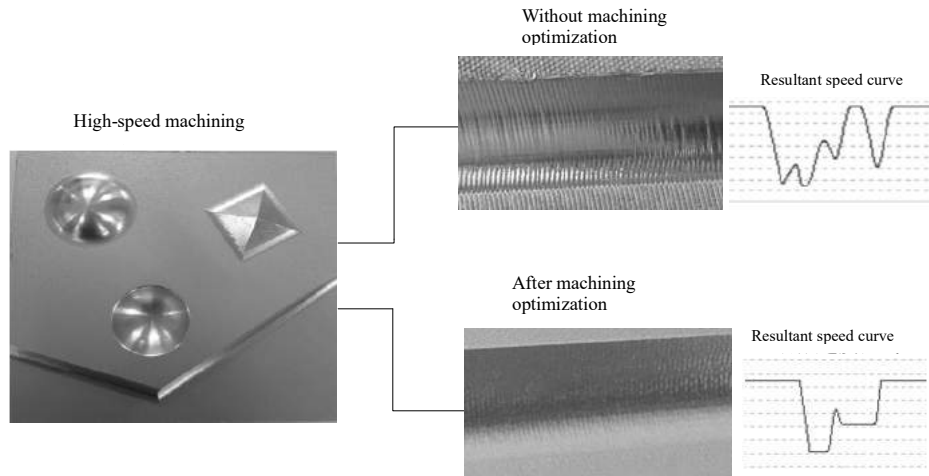 Without machining
optimization
Resultant speed curve
High-speed machining
After machining
optimization
Resultant speed curve